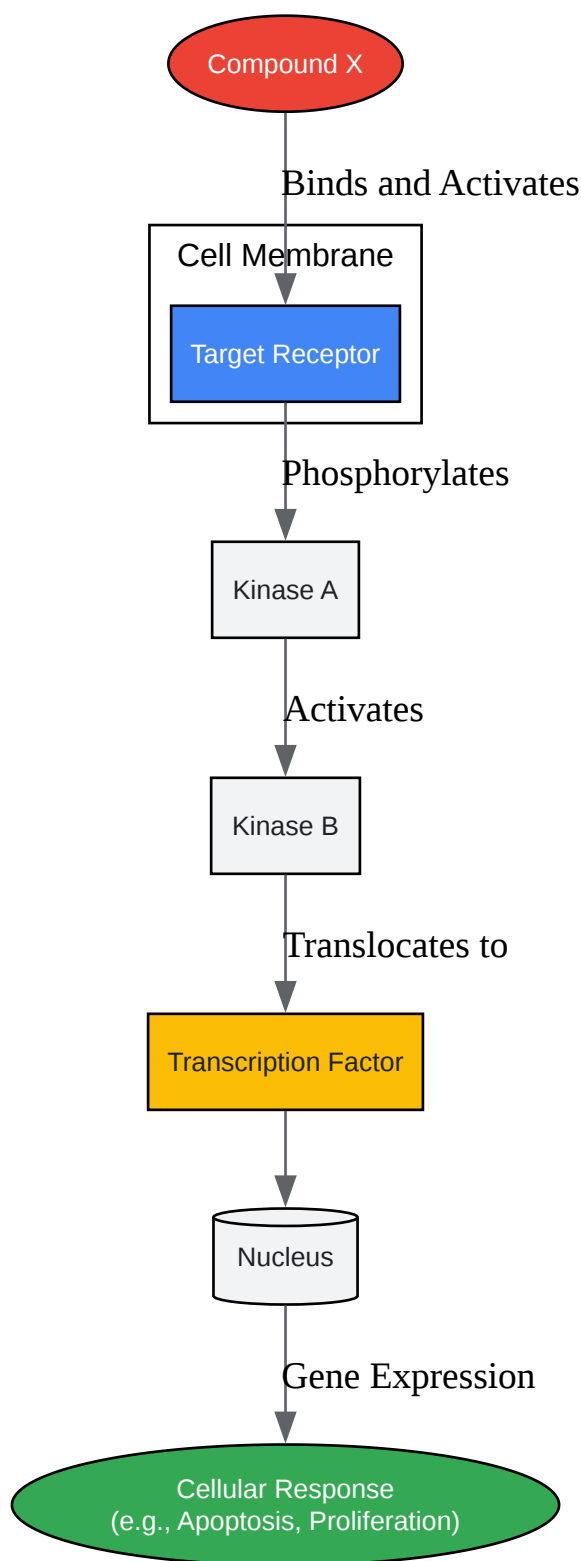 Compound X
Binds and Activates
Cell Membrane
Target Receptor
Phosphorylates
Kinase A
Activates
Kinase B
Translocates to
Transcription Factor
Nucleus
Gene Expression
Cellular Response
(e.g., Apoptosis, Proliferation)